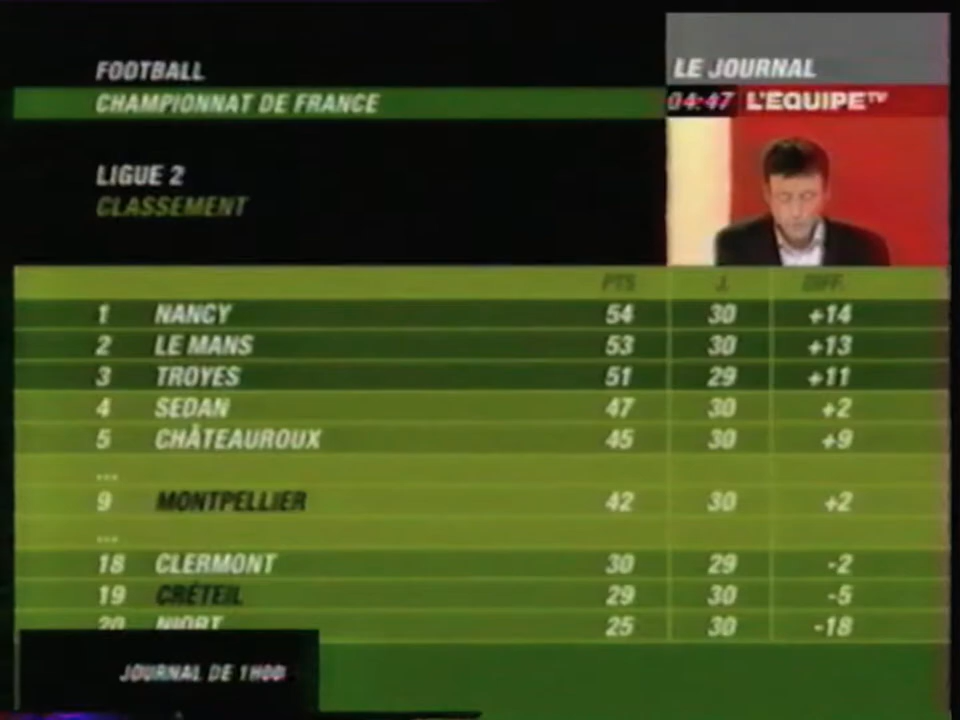 FOOTBALL
CHAMPIONNAT DE FRANCE
LE JOURNAL
04:47 L'EQUIPE TV
LIGUE 2
CLASSEMENT
PTS J. DIFF.
1 NANCY 54 30 +14
2 LE MANS 53 30 +13
3 TROYES 51 29 +11
4 SEDAN 47 30 +2
5 CHÂTEAUROUX 45 30 +9
...
9 MONTPELLIER 42 30 +2
...
18 CLERMONT 30 29 -2
19 CRÉTEIL 29 30 -5
20 NIORT 25 30 -18
JOURNAL DE 1H00